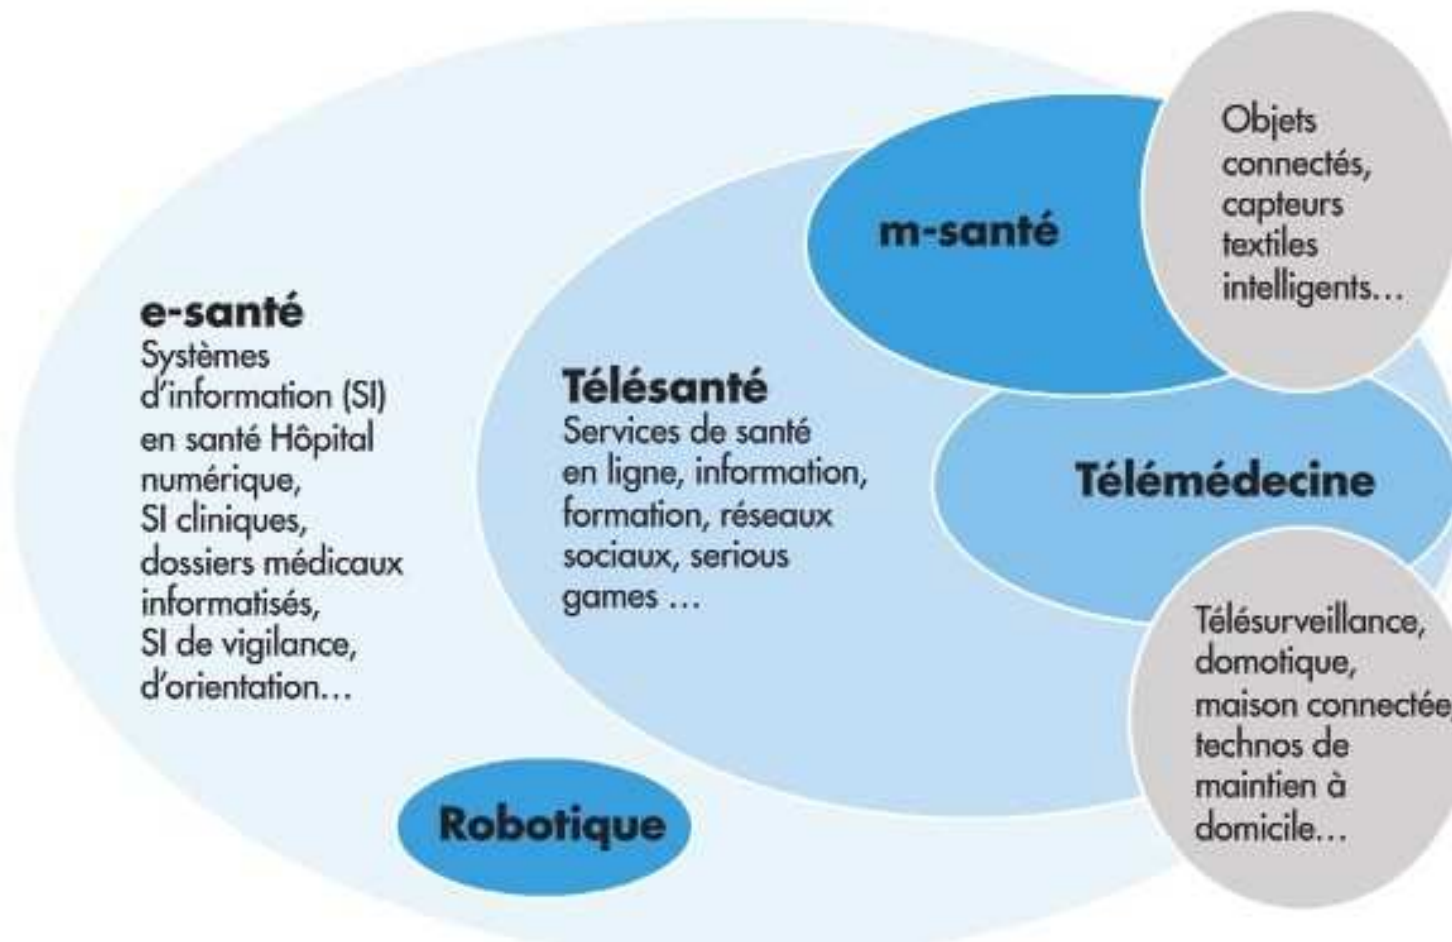 e-santé
Systèmes
d'information (SI)
en santé Hôpital
numérique,
SI cliniques,
dossiers médicaux
informatisés,
SI de vigilance,
d'orientation...
Télésanté
Services de santé
en ligne, information,
formation, réseaux
sociaux, serious
games ...
m-santé
Objets
connectés,
capteurs
textiles
intelligents...
Télémédecine
Télésurveillance,
domotique,
maison connectée,
technos de
maintien à
domicile...
Robotique